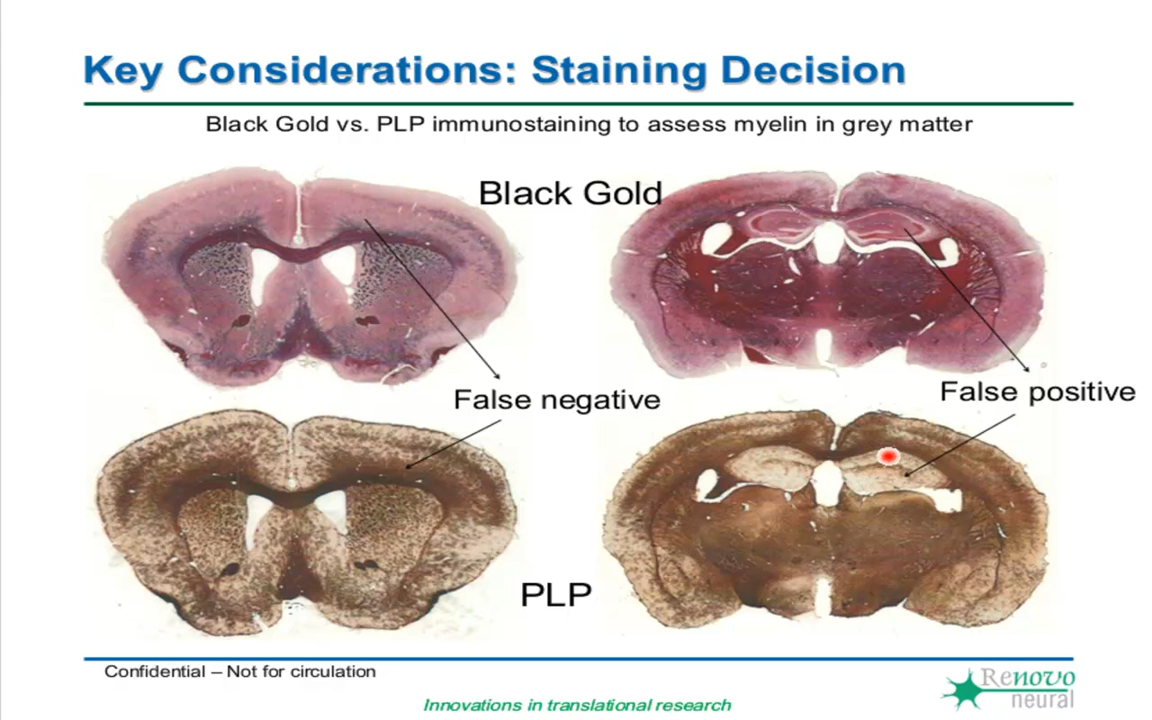 Key Considerations: Staining Decision
Black Gold vs. PLP immunostaining to assess myelin in grey matter
Black Gold
False negative
False positive
PLP
Confidential – Not for circulation
Innovations in translational research
Renovo
neural